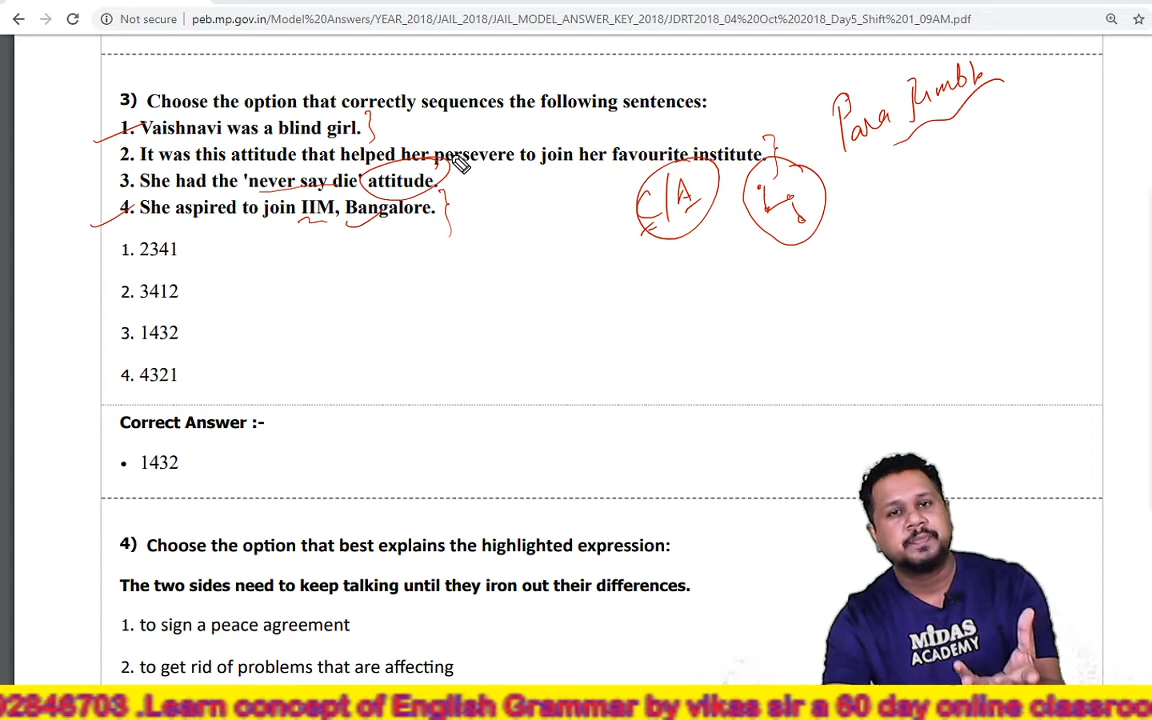 Not secure | peb.mp.gov.in/Model%20Answers/YEAR_2018/JAIL_MODEL_ANSWER_KEY_2018/JDRT2018_04%20Oct%202018_Day5_Shift%201_09AM.pdf
Para Jumble
3) Choose the option that correctly sequences the following sentences:
1. Vaishnavi was a blind girl.
2. It was this attitude that helped her persevere to join her favourite institute.
3. She had the 'never say die' attitude.
4. She aspired to join IIM, Bangalore.
C/A
1. 2341
2. 3412
3. 1432
4. 4321
Correct Answer :-
• 1432
4) Choose the option that best explains the highlighted expression:
The two sides need to keep talking until they iron out their differences.
1. to sign a peace agreement
2. to get rid of problems that are affecting
MIDAS
ACADEMY
92846703 .Learn concept of English Grammar by vikas sir a 60 day online classroo